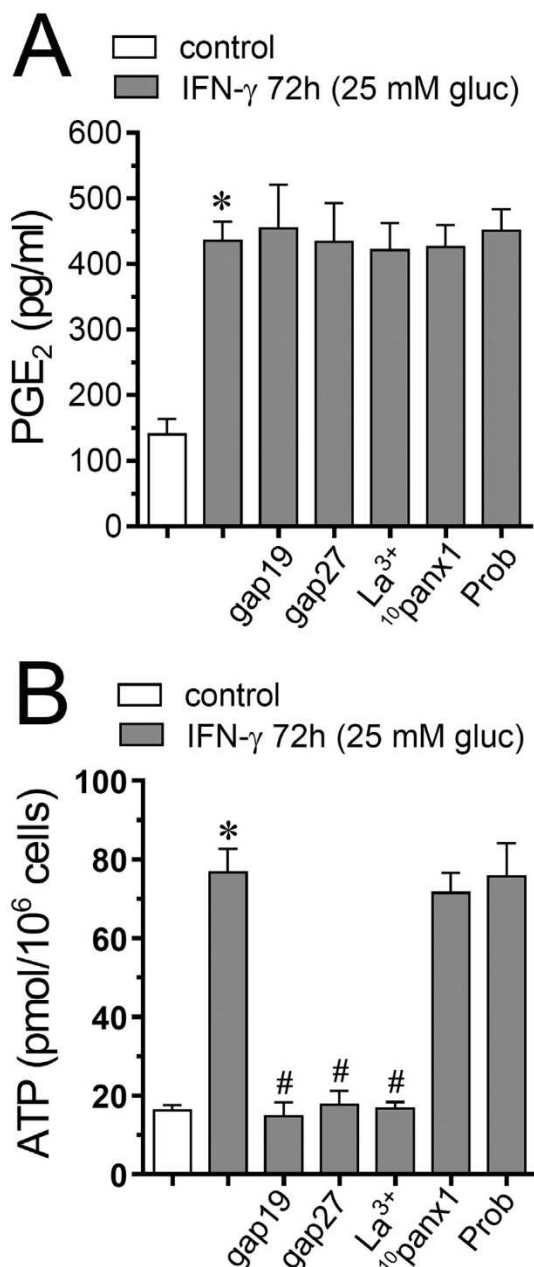 A
control
IFN-γ 72h (25 mM gluc)
PGE₂ (pg/ml)
600
500
400
300
200
100
0
*
gap19
gap27
La³⁺
¹⁰panx1
Prob
B
control
IFN-γ 72h (25 mM gluc)
ATP (pmol/10⁶ cells)
100
80
60
40
20
0
*
# # #
gap19
gap27
La³⁺
¹⁰panx1
Prob